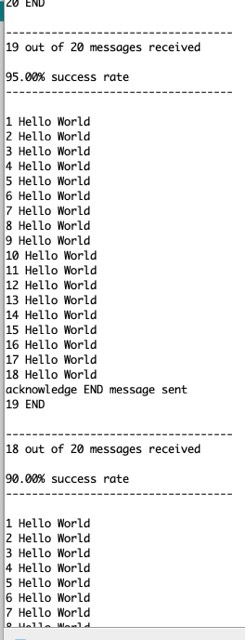 20 END
---------------------------------
19 out of 20 messages received
95.00% success rate
---------------------------------
1 Hello World
2 Hello World
3 Hello World
4 Hello World
5 Hello World
6 Hello World
7 Hello World
8 Hello World
9 Hello World
10 Hello World
11 Hello World
12 Hello World
13 Hello World
14 Hello World
15 Hello World
16 Hello World
17 Hello World
18 Hello World
acknowledge END message sent
19 END
---------------------------------
18 out of 20 messages received
90.00% success rate
---------------------------------
1 Hello World
2 Hello World
3 Hello World
4 Hello World
5 Hello World
6 Hello World
7 Hello World
8 Hello World